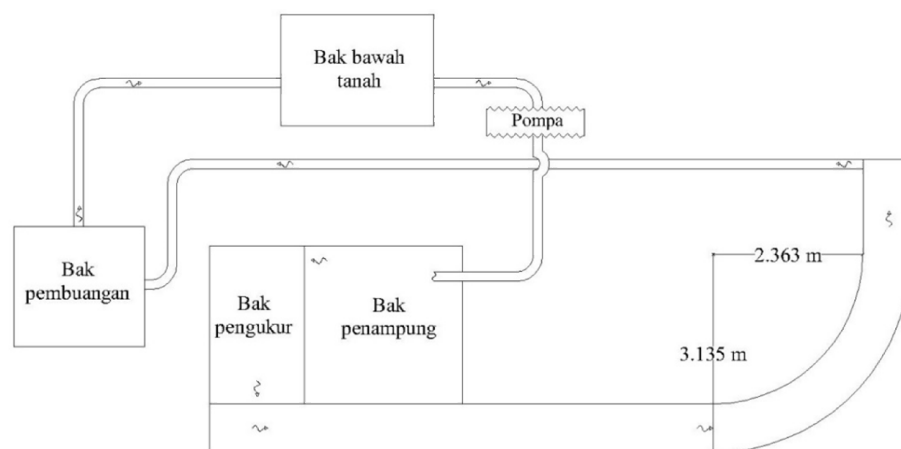 Bak bawah
tanah
Pompa
Bak
pembuangan
Bak
pengukur
Bak
penampung
2.363 m
3.135 m